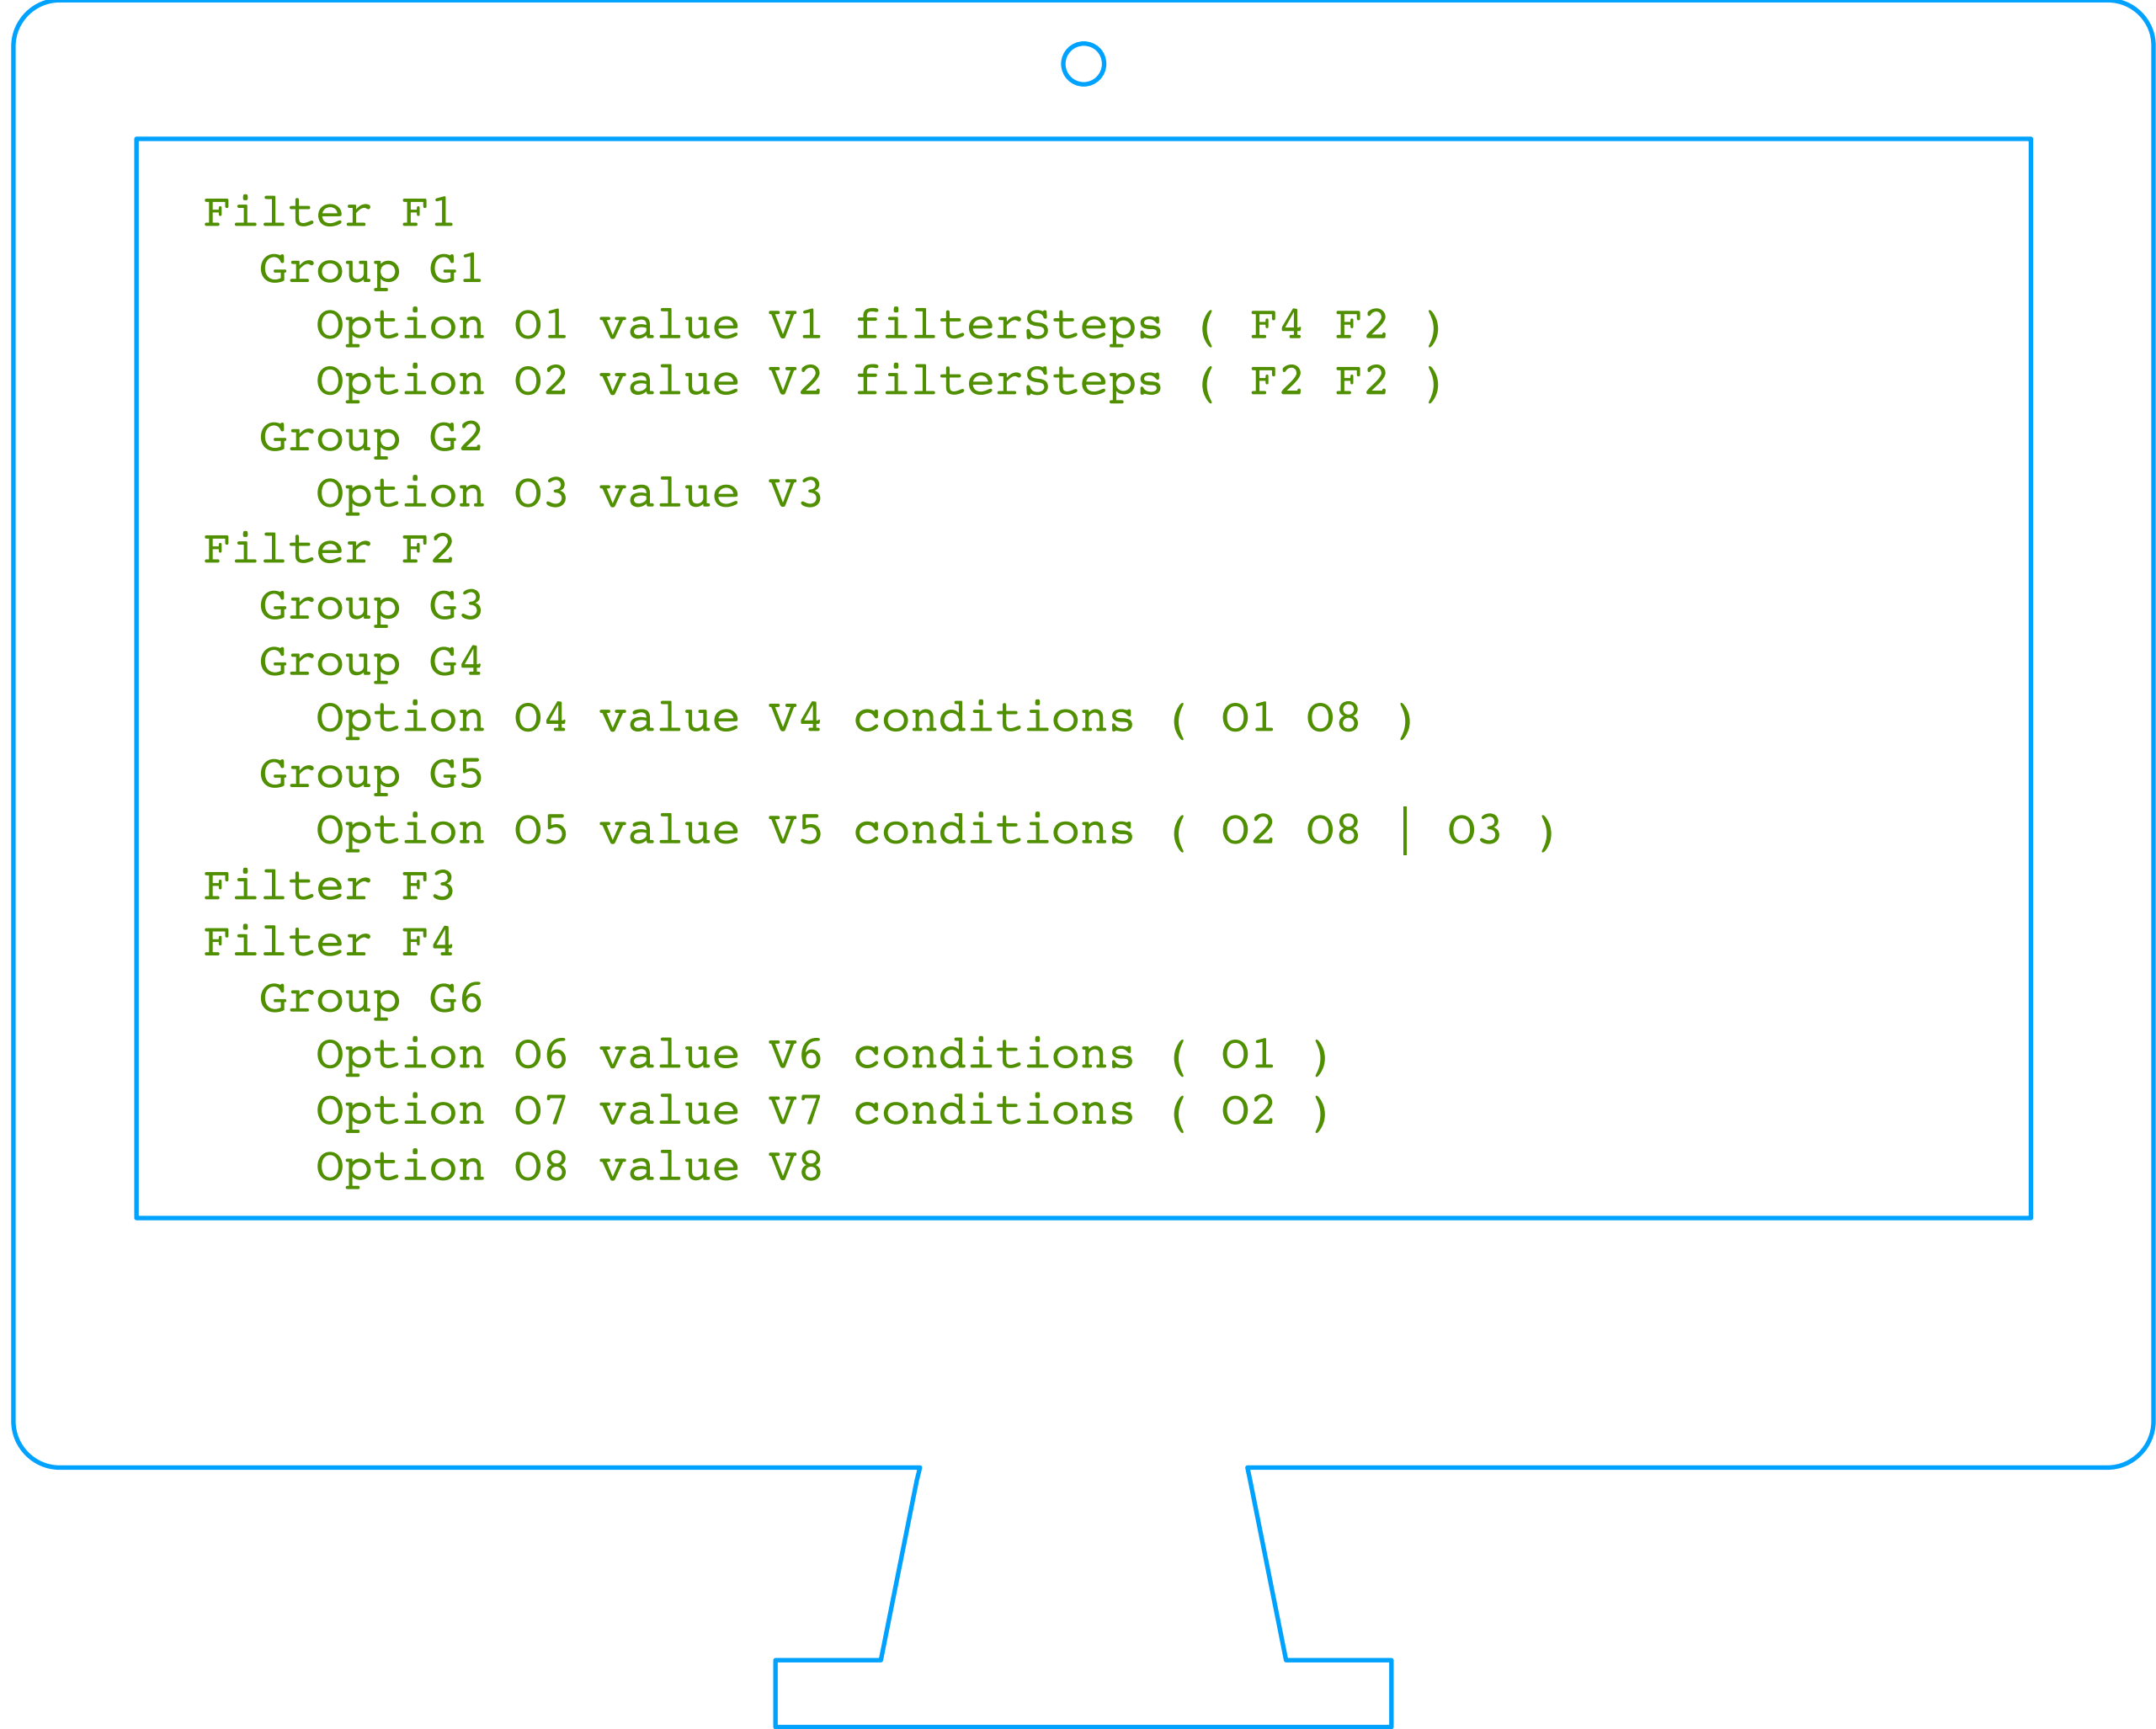 Filter F1
  Group G1
    Option O1 value V1 filtersteps ( F4 F2 )
    Option O2 value V2 filtersteps ( F2 F2 )
  Group G2
    Option O3 value V3
Filter F2
  Group G3
  Group G4
    Option O4 value V4 conditions ( O1 O8 )
  Group G5
    Option O5 value V5 conditions ( O2 O8 | O3 )
Filter F3
Filter F4
  Group G6
    Option O6 value V6 conditions ( O1 )
    Option O7 value V7 conditions ( O2 )
    Option O8 value V8